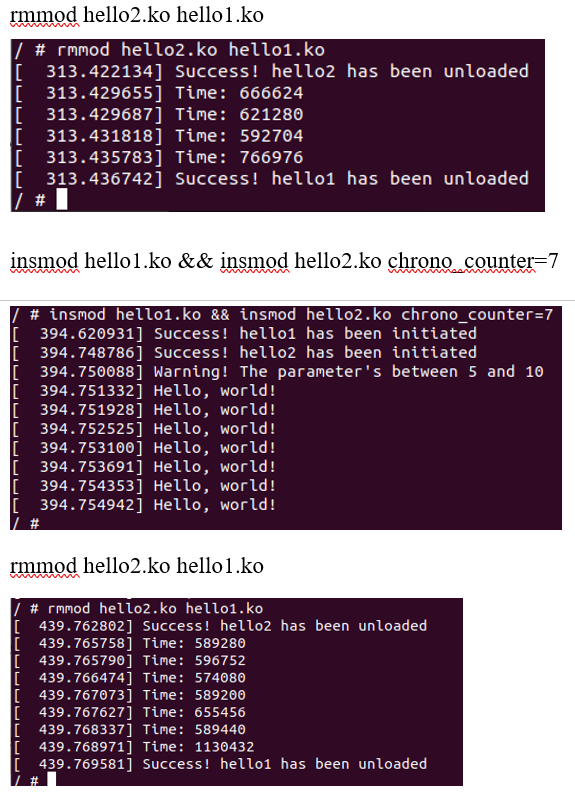 rmmod hello2.ko hello1.ko
/ # rmmod hello2.ko hello1.ko
[  313.422134] Success! hello2 has been unloaded
[  313.429655] Time: 666624
[  313.429687] Time: 621280
[  313.431818] Time: 592704
[  313.435783] Time: 766976
[  313.436742] Success! hello1 has been unloaded
/ #
insmod hello1.ko && insmod hello2.ko chrono_counter=7
/ # insmod hello1.ko && insmod hello2.ko chrono_counter=7
[  394.620931] Success! hello1 has been initiated
[  394.748786] Success! hello2 has been initiated
[  394.750088] Warning! The parameter's between 5 and 10
[  394.751332] Hello, world!
[  394.751928] Hello, world!
[  394.752525] Hello, world!
[  394.753100] Hello, world!
[  394.753691] Hello, world!
[  394.754353] Hello, world!
[  394.754942] Hello, world!
/ #
rmmod hello2.ko hello1.ko
/ # rmmod hello2.ko hello1.ko
[  439.762802] Success! hello2 has been unloaded
[  439.765758] Time: 589280
[  439.765790] Time: 596752
[  439.766474] Time: 574080
[  439.767073] Time: 589200
[  439.767627] Time: 655456
[  439.768337] Time: 589440
[  439.768971] Time: 1130432
[  439.769581] Success! hello1 has been unloaded
/ #